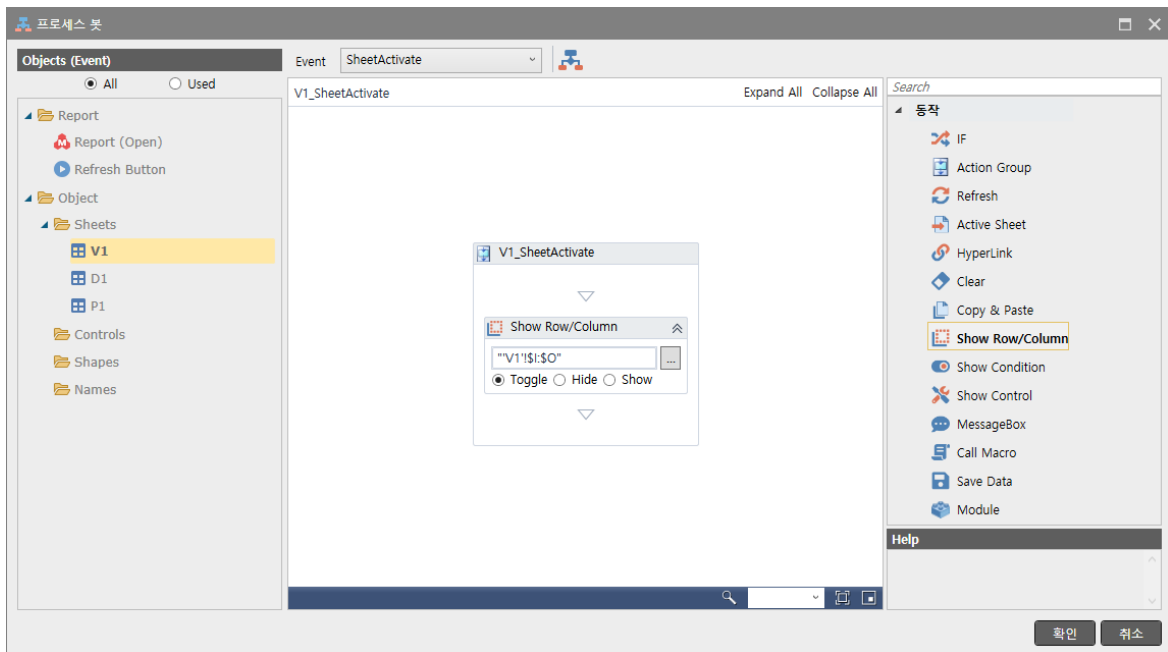 프로세스 봇
Objects (Event)
All Used
Report
Report (Open)
Refresh Button
Object
Sheets
V1
D1
P1
Controls
Shapes
Names
Event SheetActivate
V1_SheetActivate Expand All Collapse All
V1_SheetActivate
Show Row/Column
"'V1'!$I:$O" ...
Toggle Hide Show
Search
동작
IF
Action Group
Refresh
Active Sheet
HyperLink
Clear
Copy & Paste
Show Row/Column
Show Condition
Show Control
MessageBox
Call Macro
Save Data
Module
Help
확인 취소